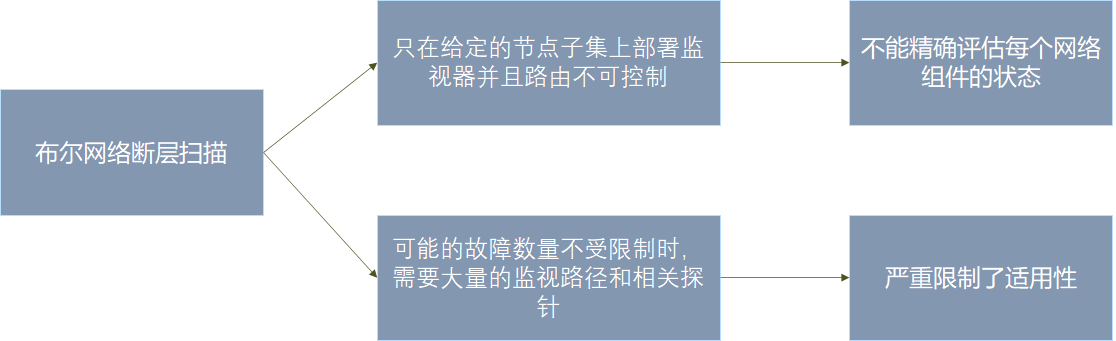 布尔网络断层扫描
只在给定的节点子集上部署监
视器并且路由不可控制
不能精确评估每个网络
组件的状态
可能的故障数量不受限制时,
需要大量的监视路径和相关探
针
严重限制了适用性